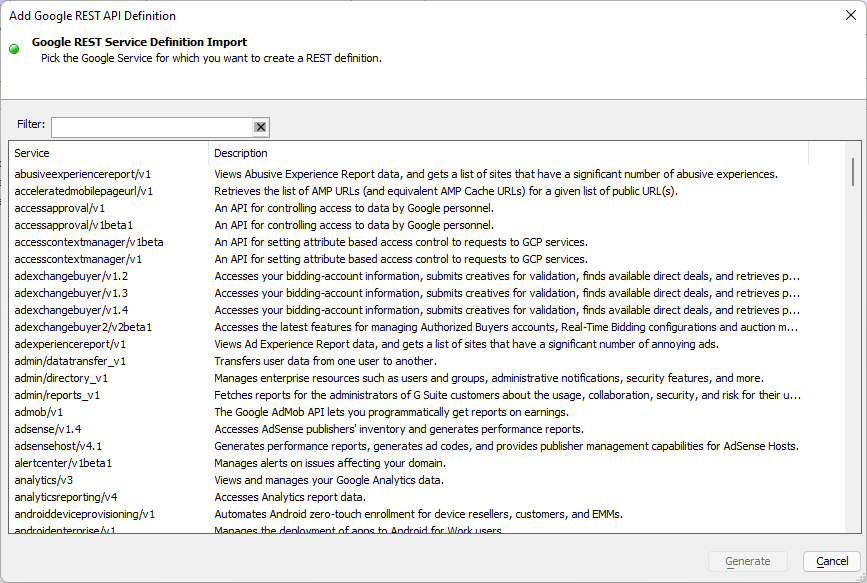 Add Google REST API Definition
Google REST Service Definition Import
Pick the Google Service for which you want to create a REST definition.
Filter:
Service Description
abusiveexperiencereport/v1 Views Abusive Experience Report data, and gets a list of sites that have a significant number of abusive experiences.
acceleratedmobilepageurl/v1 Retrieves the list of AMP URLs (and equivalent AMP Cache URLs) for a given list of public URL(s).
accessapproval/v1 An API for controlling access to data by Google personnel.
accessapproval/v1beta1 An API for controlling access to data by Google personnel.
accesscontextmanager/v1beta An API for setting attribute based access control to requests to GCP services.
accesscontextmanager/v1 An API for setting attribute based access control to requests to GCP services.
adexchangebuyer/v1.2 Accesses your bidding-account information, submits creatives for validation, finds available direct deals, and retrieves p...
adexchangebuyer/v1.3 Accesses your bidding-account information, submits creatives for validation, finds available direct deals, and retrieves p...
adexchangebuyer/v1.4 Accesses your bidding-account information, submits creatives for validation, finds available direct deals, and retrieves p...
adexchangebuyer2/v2beta1 Accesses the latest features for managing Authorized Buyers accounts, Real-Time Bidding configurations and auction m...
adexperiencereport/v1 Views Ad Experience Report data, and gets a list of sites that have a significant number of annoying ads.
admin/datatransfer_v1 Transfers user data from one user to another.
admin/directory_v1 Manages enterprise resources such as users and groups, administrative notifications, security features, and more.
admin/reports_v1 Fetches reports for the administrators of G Suite customers about the usage, collaboration, security, and risk for their u...
admob/v1 The Google AdMob API lets you programmatically get reports on earnings.
adsense/v1.4 Accesses AdSense publishers' inventory and generates performance reports.
adsensehost/v4.1 Generates performance reports, generates ad codes, and provides publisher management capabilities for AdSense Hosts.
alertcenter/v1beta1 Manages alerts on issues affecting your domain.
analytics/v3 Views and manages your Google Analytics data.
analyticsreporting/v4 Accesses Analytics report data.
androiddeviceprovisioning/v1 Automates Android zero-touch enrollment for device resellers, customers, and EMMs.
androidenterprise/v1 Manages the deployment of apps to Android for Work users.
Generate Cancel